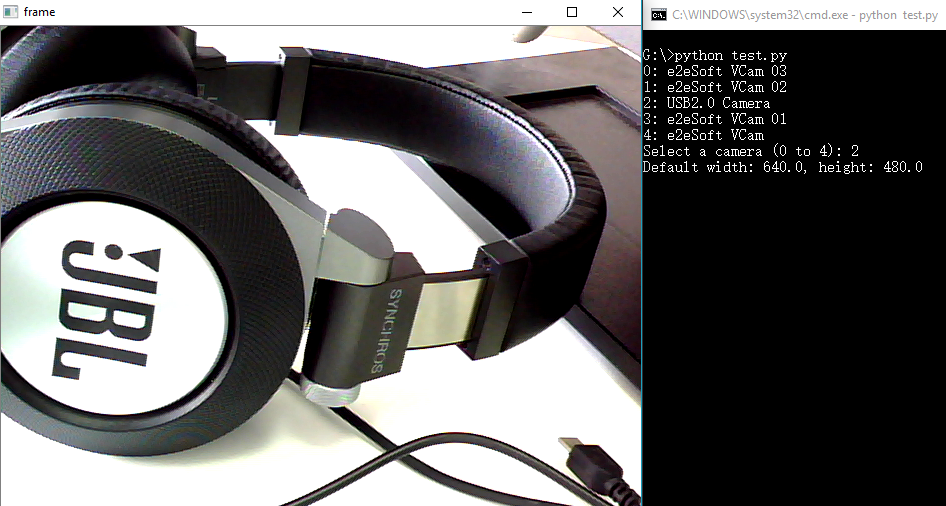 frame
C:\WINDOWS\system32\cmd.exe - python test.py
G:\>python test.py
0: e2eSoft VCam 03
1: e2eSoft VCam 02
2: USB2.0 Camera
3: e2eSoft VCam 01
4: e2eSoft VCam
Select a camera (0 to 4): 2
Default width: 640.0, height: 480.0
JBL
SYNCHROS